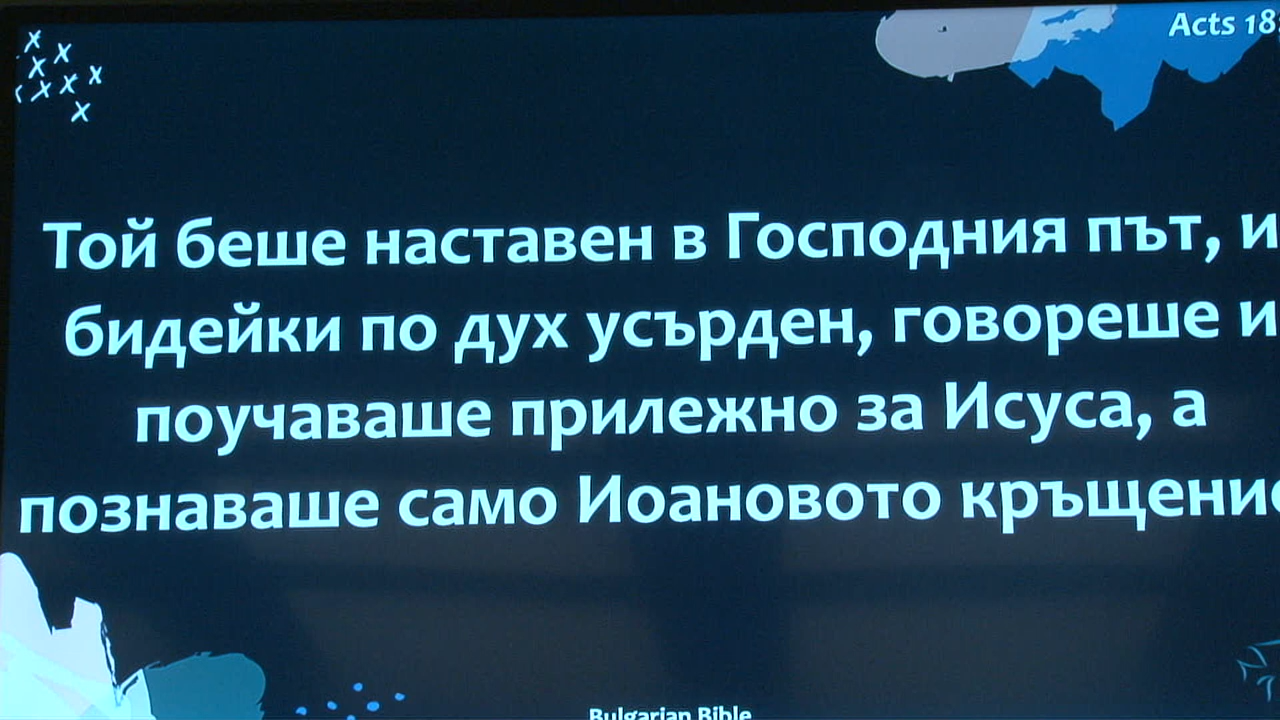 Acts 18:
Той беше наставен в Господния път, и
бидейки по дух усърден, говореше и
поучаваше прилежно за Исуса, а
познаваше само Иоановото кръщение
Bulgarian Bible